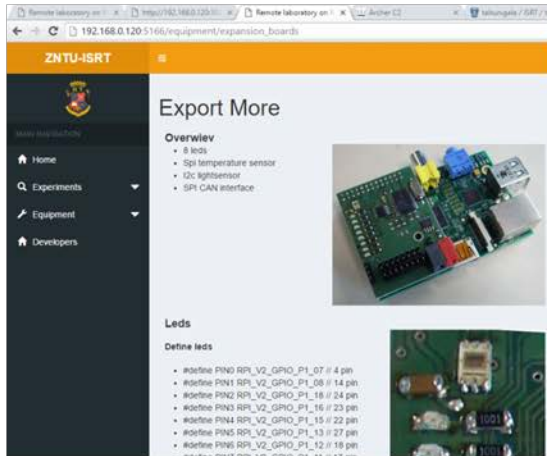 Remote laboratory on
http://192.168.0.120:
Remote laboratory on
Archer C2
192.168.0.120:5166/equipment/expansion_boards
ZNTU-ISRT
MAIN NAVIGATION
Home
Experiments
Equipment
Developers
Export More
Overwiev
8 leds
Spi temperature sensor
I2c lightsensor
SPI CAN interface
Leds
Define leds
#define PIN0 RPI_V2_GPIO_P1_07 // 4 pin
#define PIN1 RPI_V2_GPIO_P1_08 // 14 pin
#define PIN2 RPI_V2_GPIO_P1_18 // 24 pin
#define PIN3 RPI_V2_GPIO_P1_16 // 23 pin
#define PIN4 RPI_V2_GPIO_P1_15 // 22 pin
#define PIN5 RPI_V2_GPIO_P1_13 // 27 pin
#define PIN6 RPI_V2_GPIO_P1_12 // 18 pin
1001